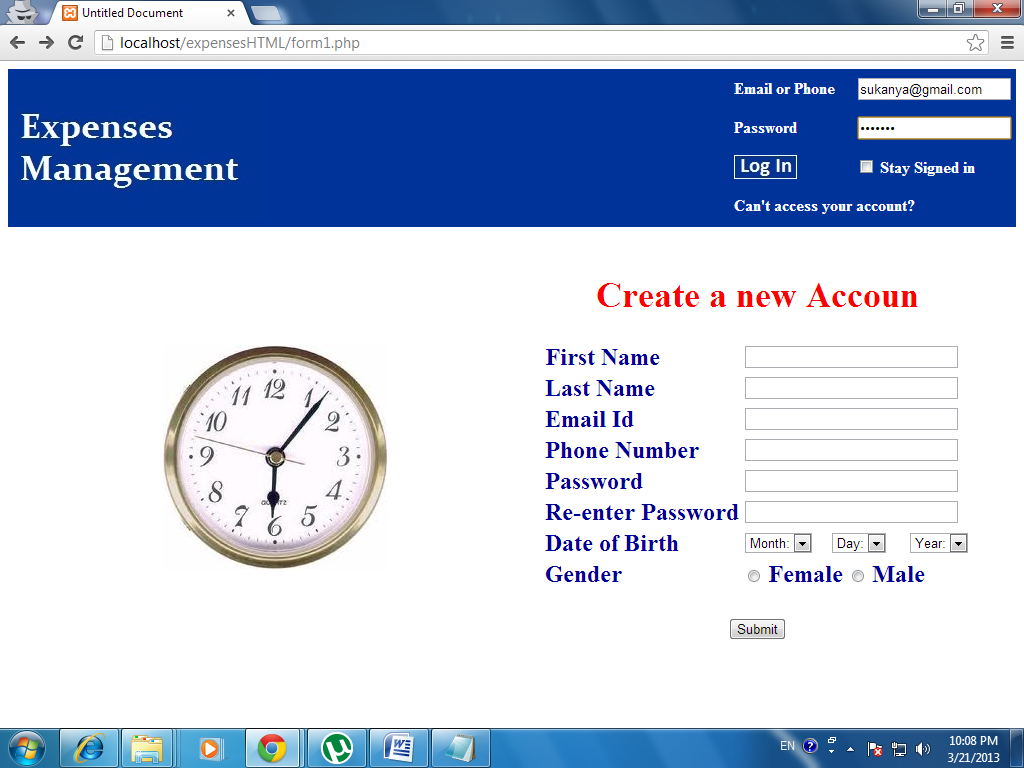 Untitled Document
localhost/expensesHTML/form1.php
Expenses
Management
Email or Phone sukanya@gmail.com
Password •••••••
Log In Stay Signed in
Can't access your account?
Create a new Accoun
First Name
Last Name
Email Id
Phone Number
Password
Re-enter Password
Date of Birth Month: Day: Year:
Gender Female Male
Submit
12
1
2
3
4
5
6
7
8
9
10
11
QUARTZ
EN
10:08 PM
3/21/2013